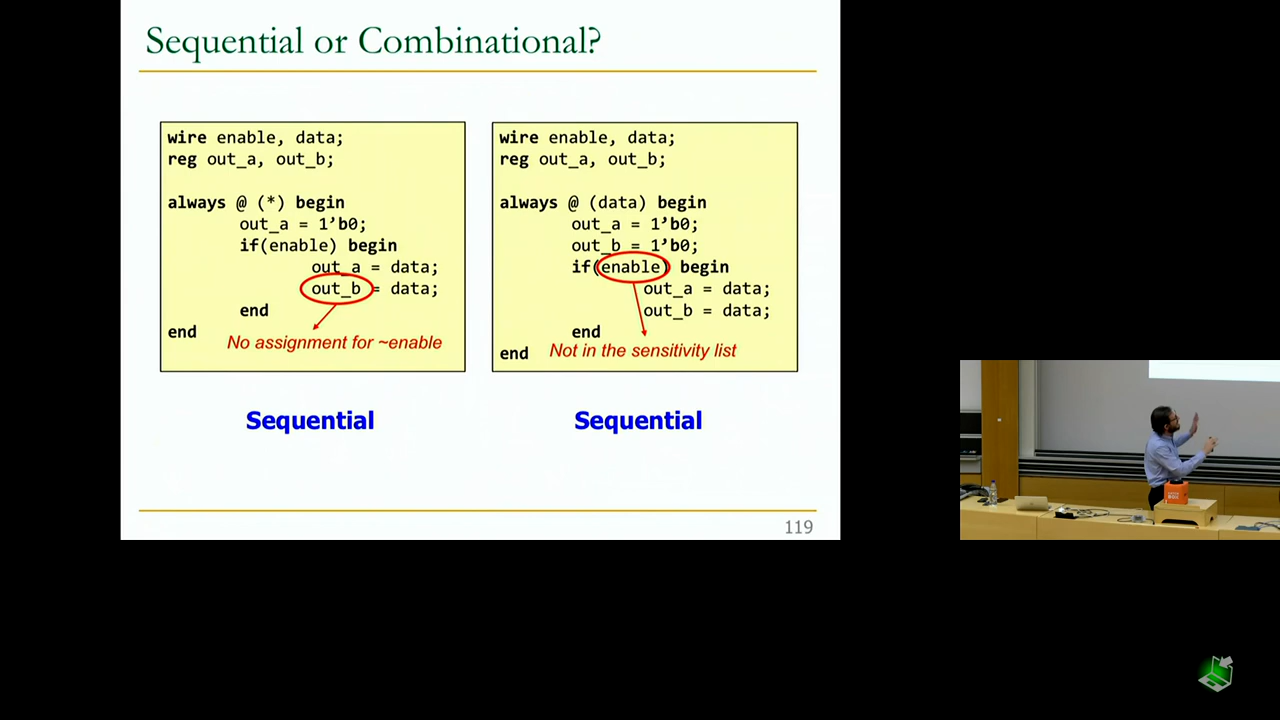 Sequential or Combinational?
wire enable, data;
reg out_a, out_b;
always @ (*) begin
out_a = 1’b0;
if(enable) begin
out_a = data;
out_b = data;
end
end
No assignment for ~enable
Sequential
wire enable, data;
reg out_a, out_b;
always @ (data) begin
out_a = 1’b0;
out_b = 1’b0;
if(enable) begin
out_a = data;
out_b = data;
end
end
Not in the sensitivity list
Sequential
119